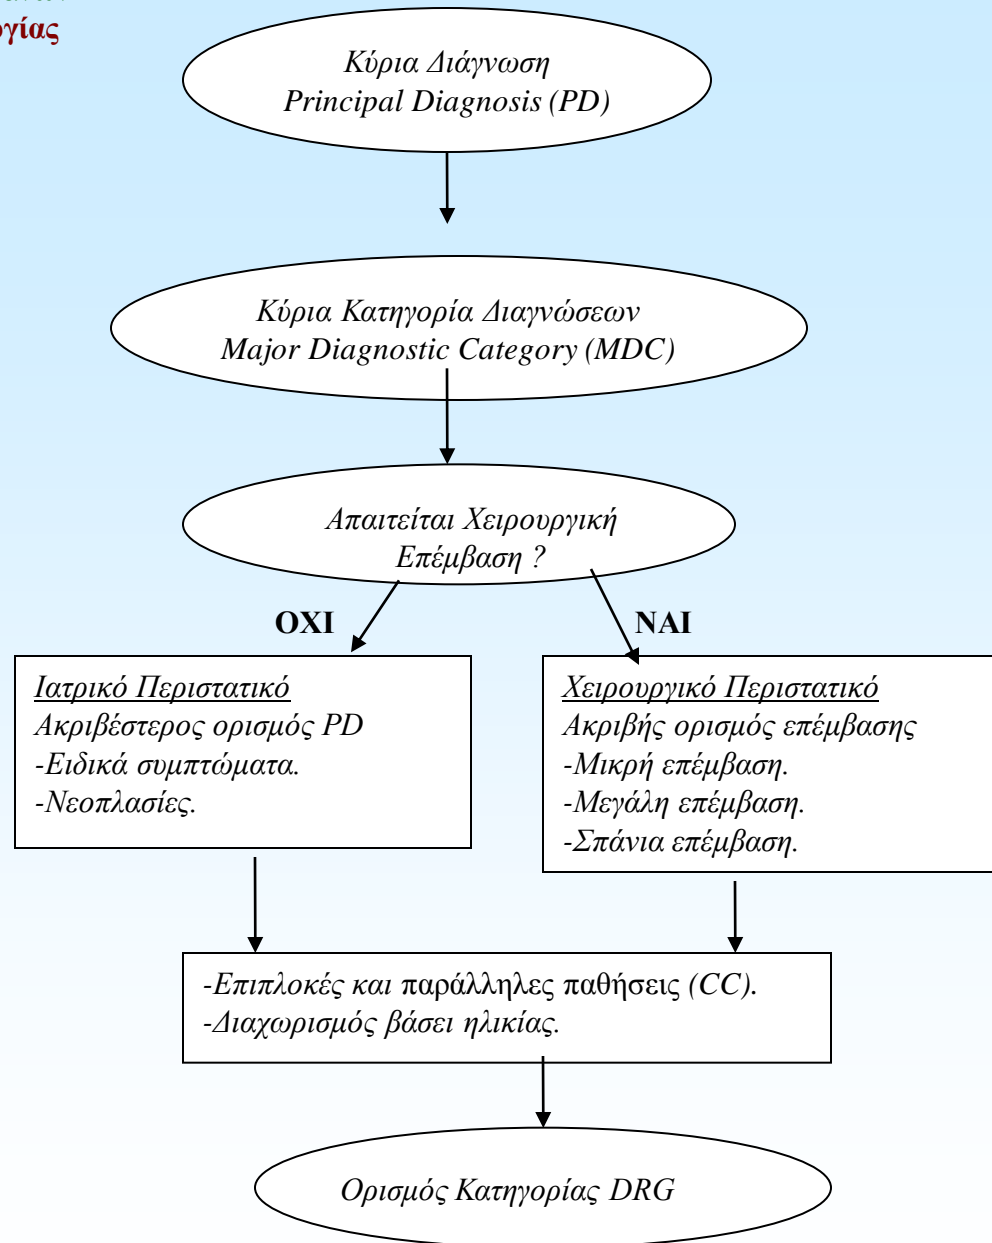 Κύρια Διάγνωση
Principal Diagnosis (PD)
Κύρια Κατηγορία Διαγνώσεων
Major Diagnostic Category (MDC)
Απαιτείται Χειρουργική
Επέμβαση ?
ΟΧΙ
ΝΑΙ
Ιατρικό Περιστατικό
Ακριβέστερος ορισμός PD
-Ειδικά συμπτώματα.
-Νεοπλασίες.
Χειρουργικό Περιστατικό
Ακριβής ορισμός επέμβασης
-Μικρή επέμβαση.
-Μεγάλη επέμβαση.
-Σπάνια επέμβαση.
-Επιπλοκές και παράλληλες παθήσεις (CC).
-Διαχωρισμός βάσει ηλικίας.
Ορισμός Κατηγορίας DRG